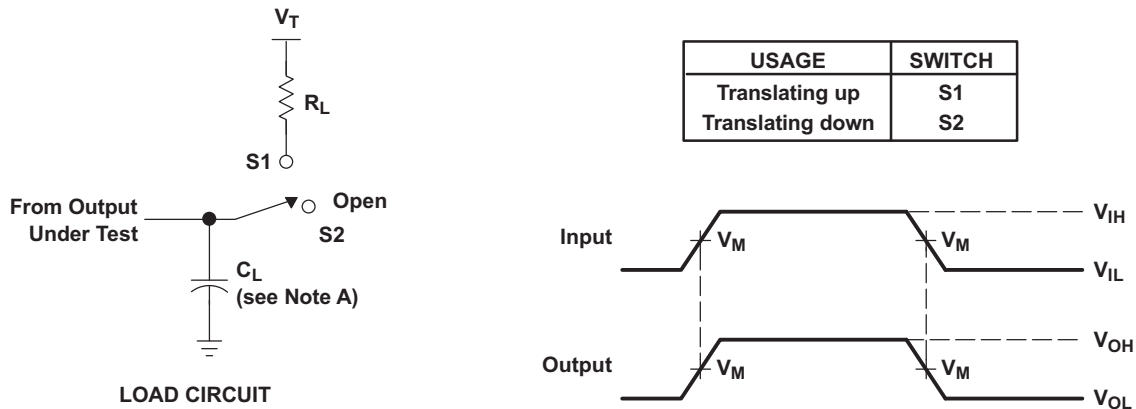 V_T
R_L
S1
From Output
Under Test
Open
S2
C_L
(see Note A)
LOAD CIRCUIT
USAGE SWITCH
Translating up S1
Translating down S2
Input
V_M
V_M
V_IH
V_IL
Output
V_M
V_M
V_OH
V_OL